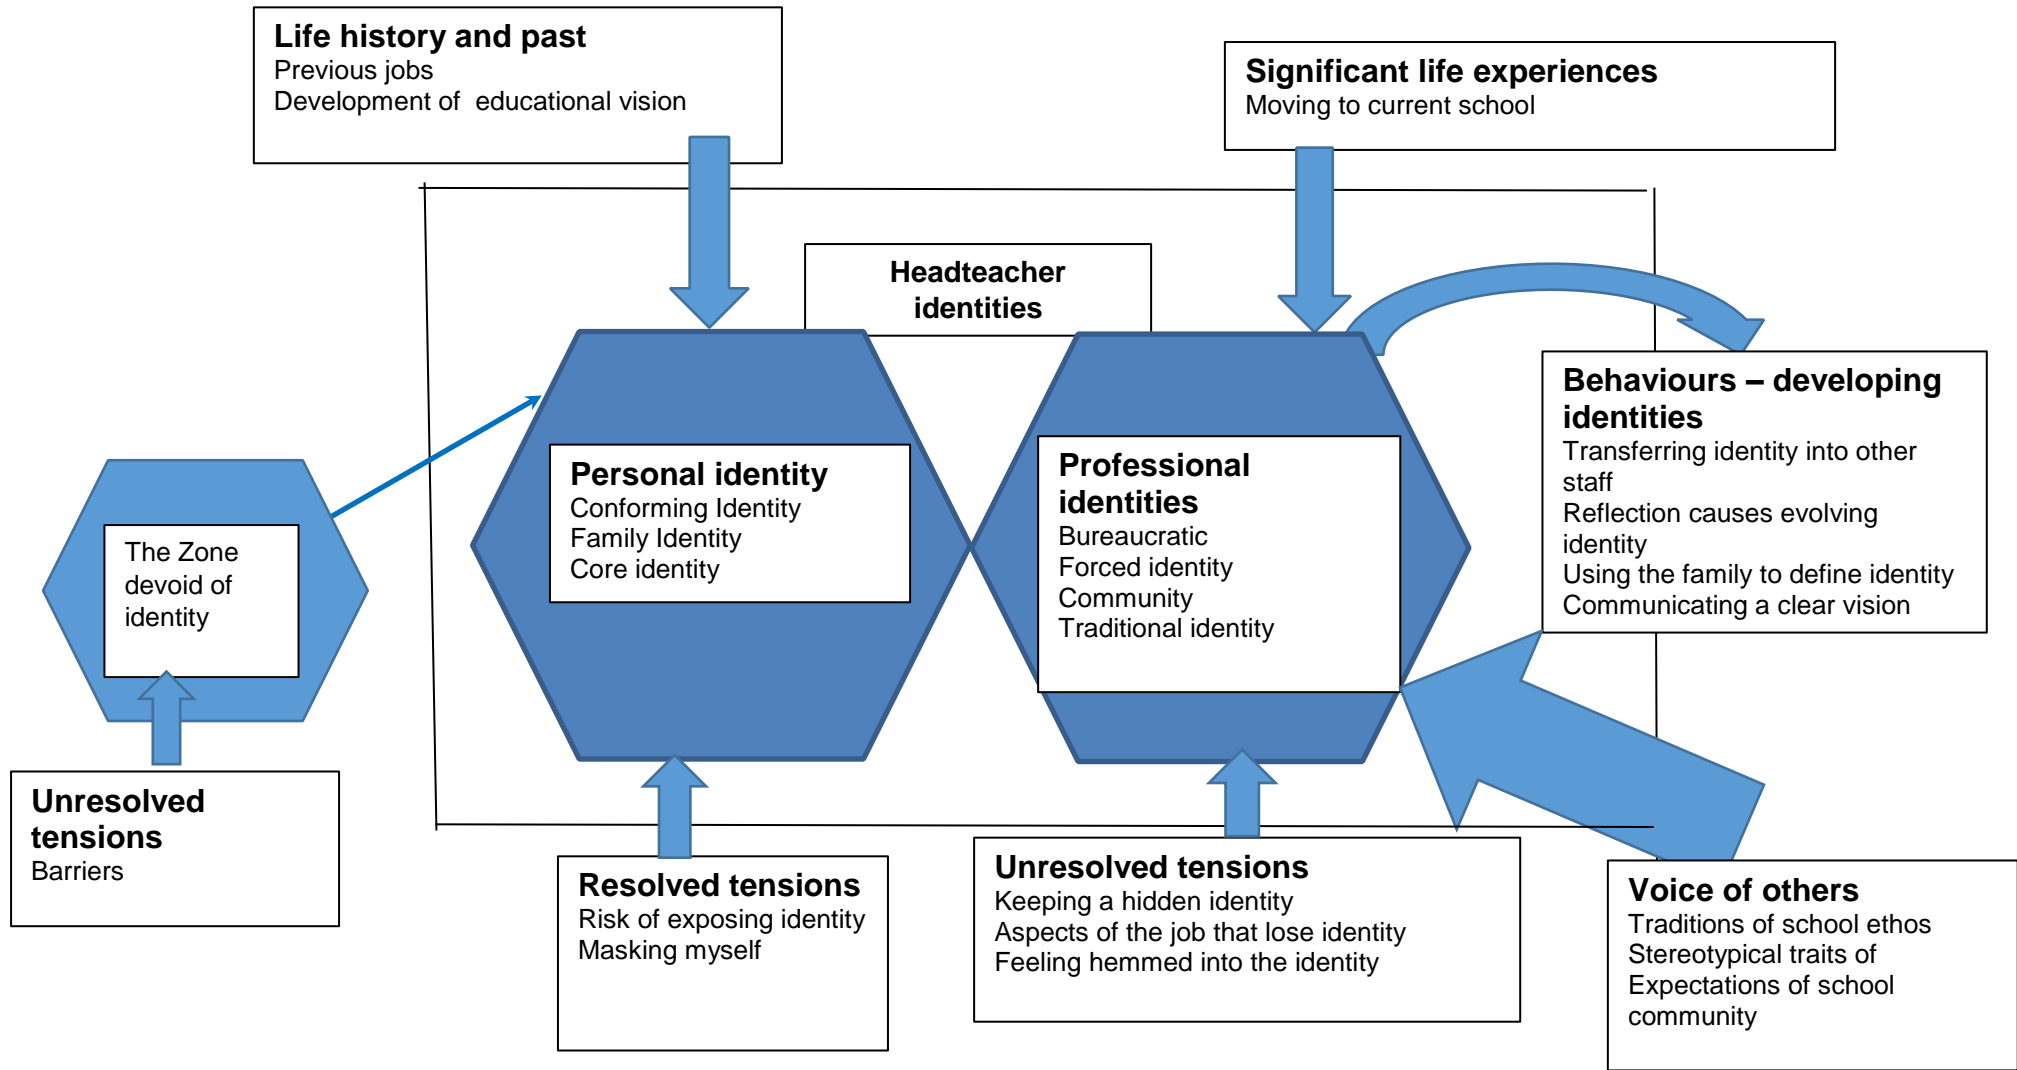 Life history and past
Previous jobs
Development of  educational vision
Significant life experiences
Moving to current school
Headteacher
identities
Behaviours – developing
identities
Transferring identity into other
staff
Reflection causes evolving
identity
Using the family to define identity
Communicating a clear vision
Personal identity
Conforming Identity
Family Identity
Core identity
Professional
identities
Bureaucratic
Forced identity
Community
Traditional identity
The Zone
devoid of
identity
Unresolved
tensions
Barriers
Resolved tensions
Risk of exposing identity
Masking myself
Unresolved tensions
Keeping a hidden identity
Aspects of the job that lose identity
Feeling hemmed into the identity
Voice of others
Traditions of school ethos
Stereotypical traits of
Expectations of school
community